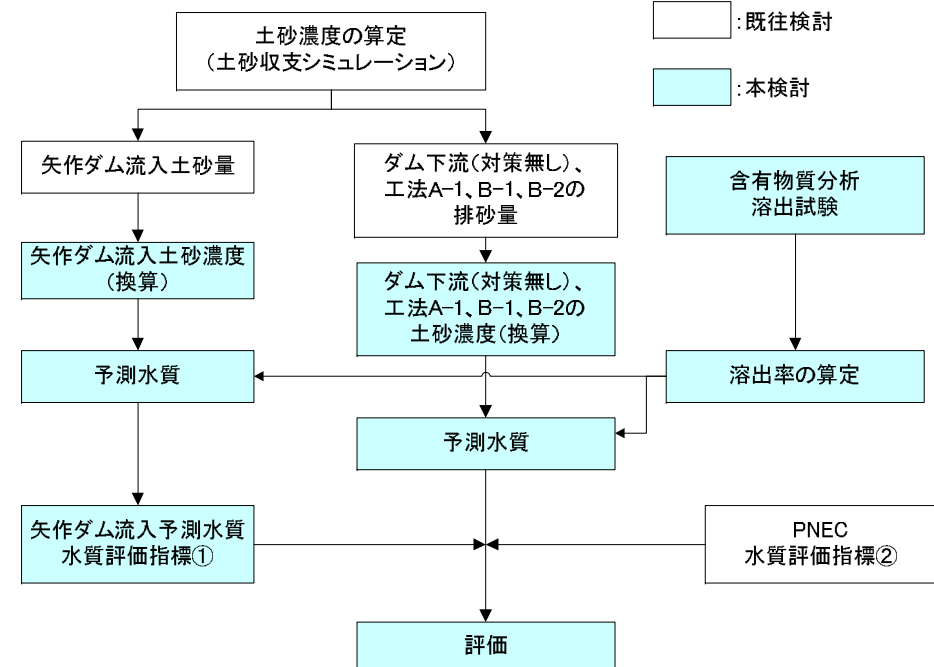 土砂濃度の算定
（土砂収支シミュレーション）
：既往検討
：本検討
矢作ダム流入土砂量
ダム下流（対策無し）、
工法A-1、B-1、B-2の
排砂量
含有物質分析
溶出試験
矢作ダム流入土砂濃度
（換算）
ダム下流（対策無し）、
工法A-1、B-1、B-2の
土砂濃度（換算）
予測水質
溶出率の算定
予測水質
矢作ダム流入予測水質
水質評価指標①
PNEC
水質評価指標②
評価